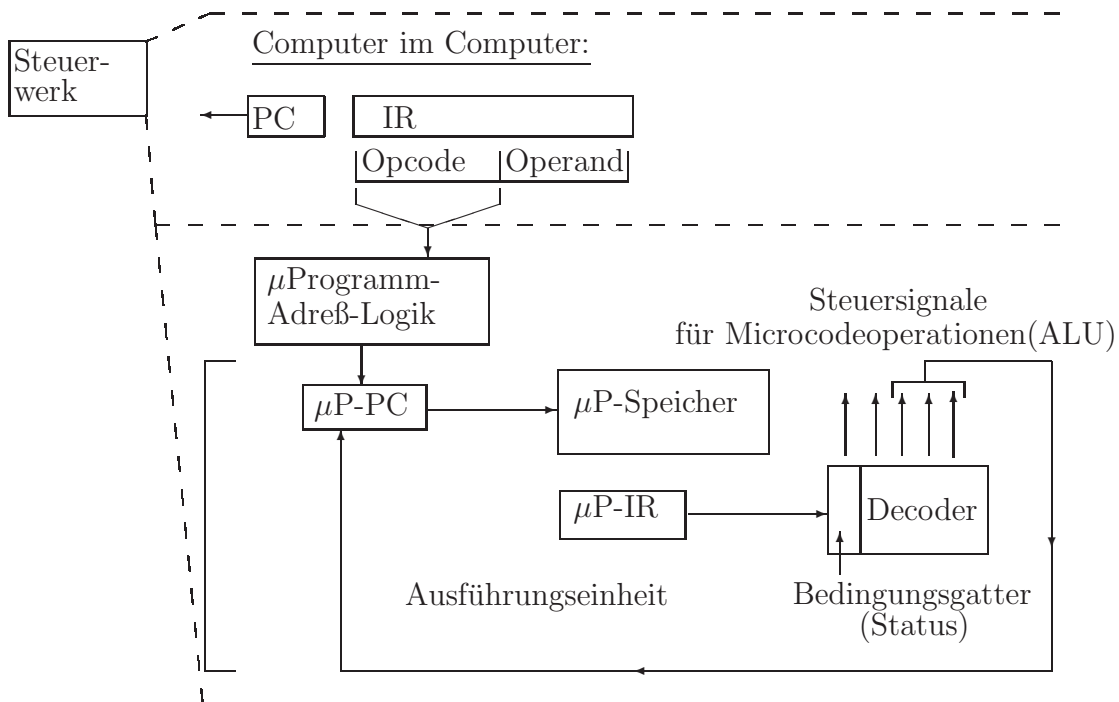 Computer im Computer:
Steuer-
werk
PC
IR
Opcode
Operand
μProgramm-
Adreß-Logik
Steuersignale
für Microcodeoperationen(ALU)
μP-PC
μP-Speicher
μP-IR
Decoder
Ausführungseinheit
Bedingungsgatter
(Status)